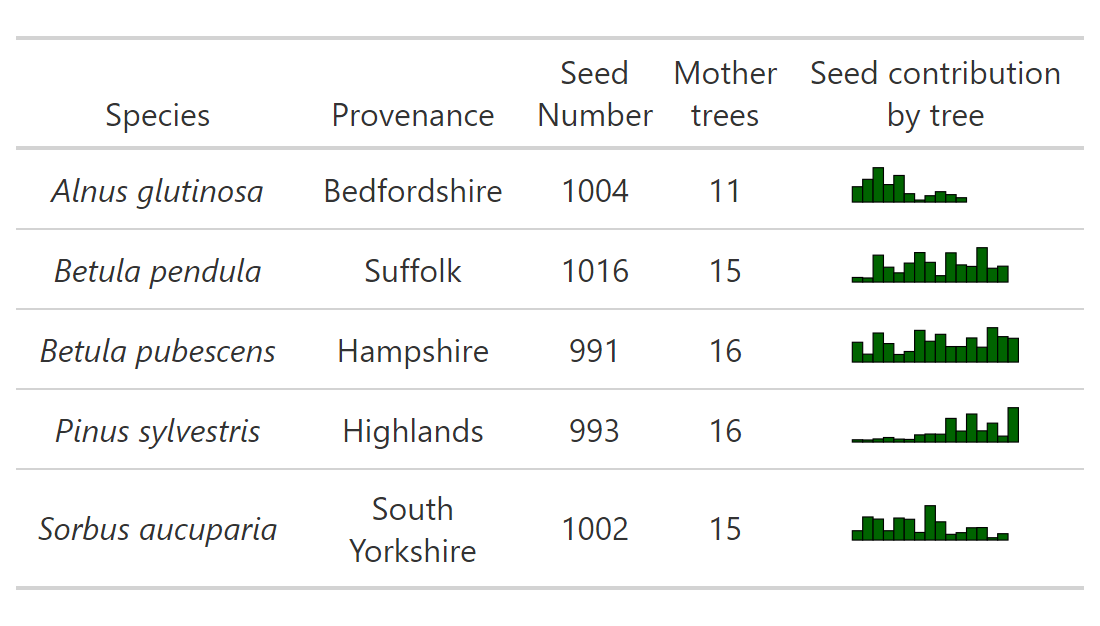 Species Provenance Seed Number Mother trees Seed contribution by tree
Alnus glutinosa Bedfordshire 1004 11
Betula pendula Suffolk 1016 15
Betula pubescens Hampshire 991 16
Pinus sylvestris Highlands 993 16
Sorbus aucuparia South Yorkshire 1002 15